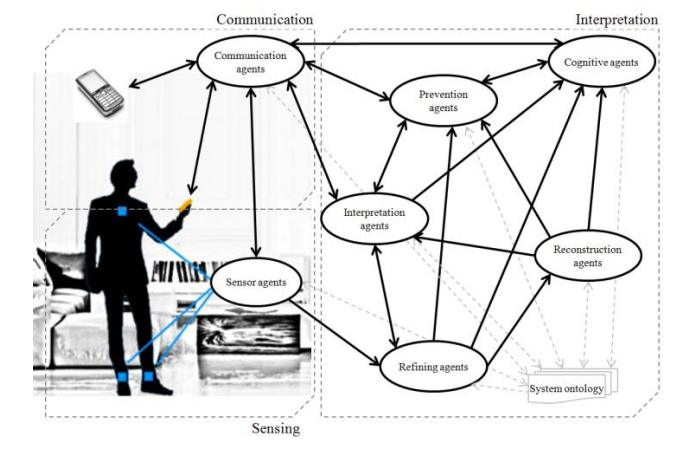 Communication
Interpretation
Communication
agents
Cognitive agents
Prevention
agents
Interpretation
agents
Reconstruction
agents
Sensor agents
Refining agents
System ontology
Sensing